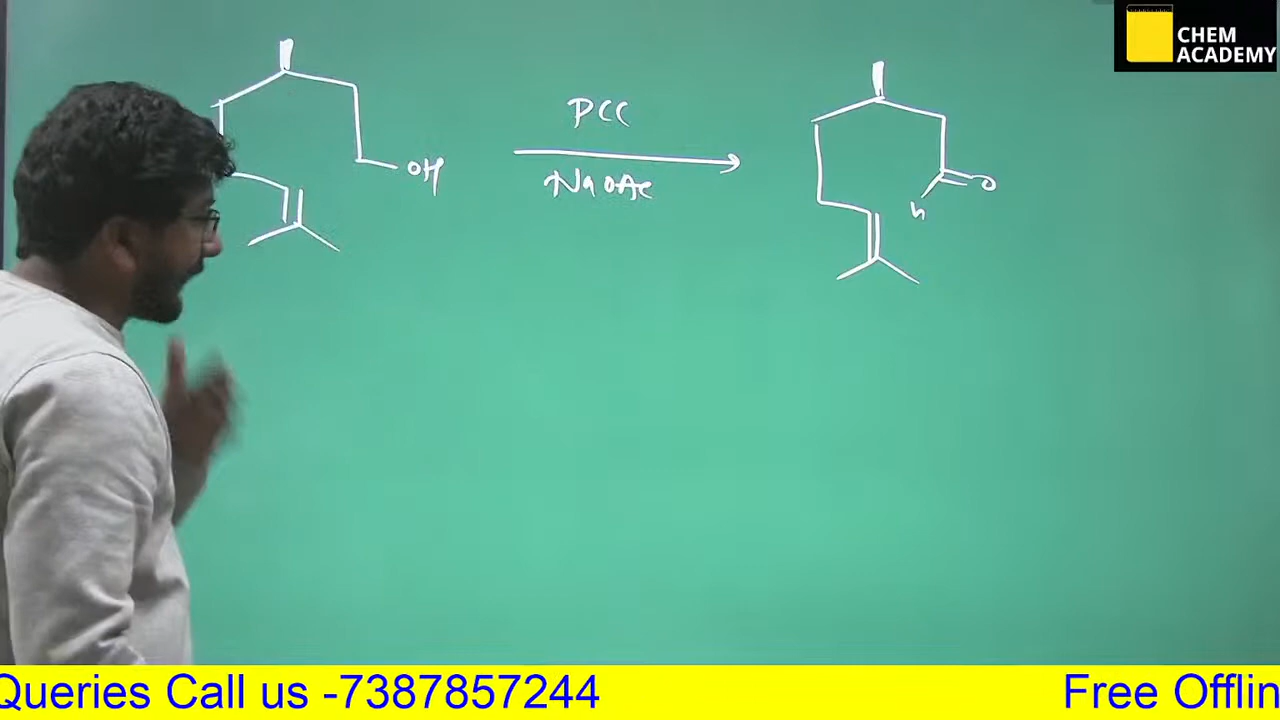 CHEM
ACADEMY
PCC
OH
NaOAc
O
H
Queries Call us -7387857244
Free Offlin